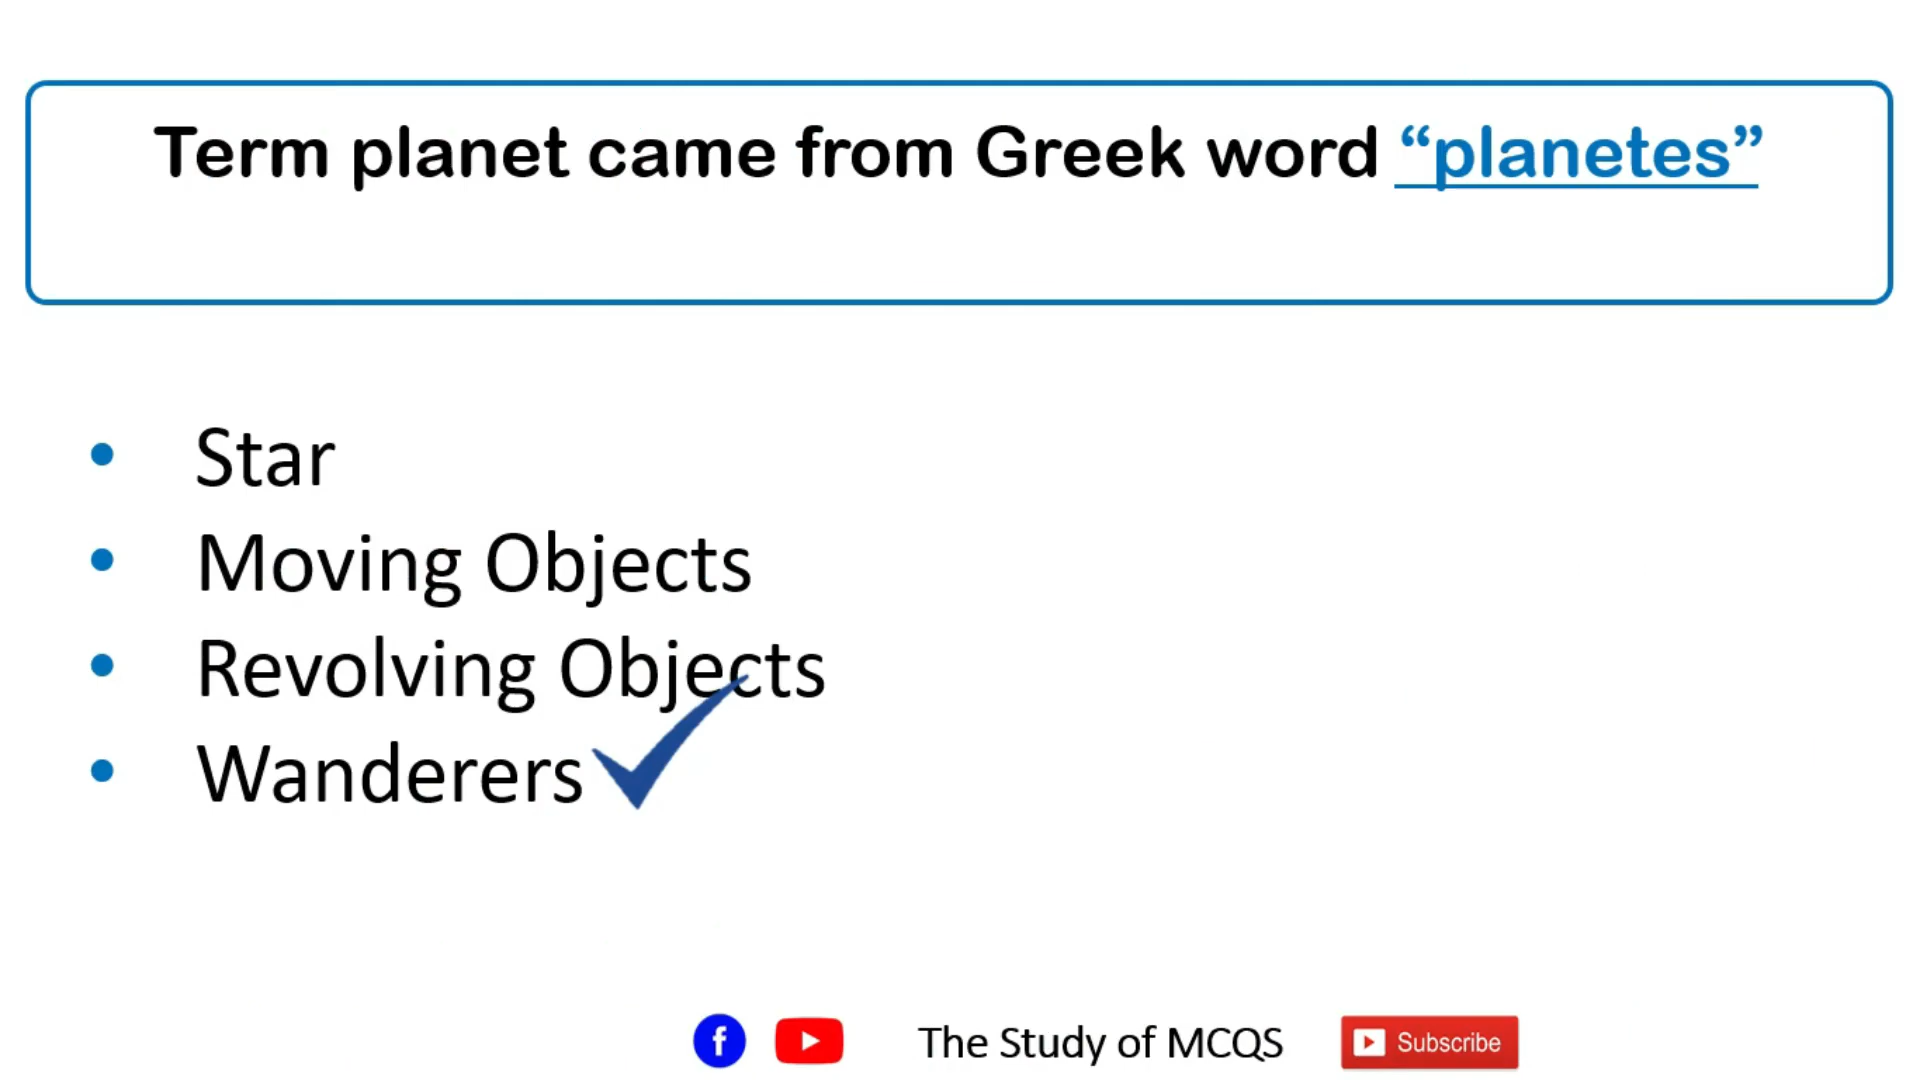 Term planet came from Greek word “planetes”
• Star
• Moving Objects
• Revolving Objects
• Wanderers
f The Study of MCQS Subscribe